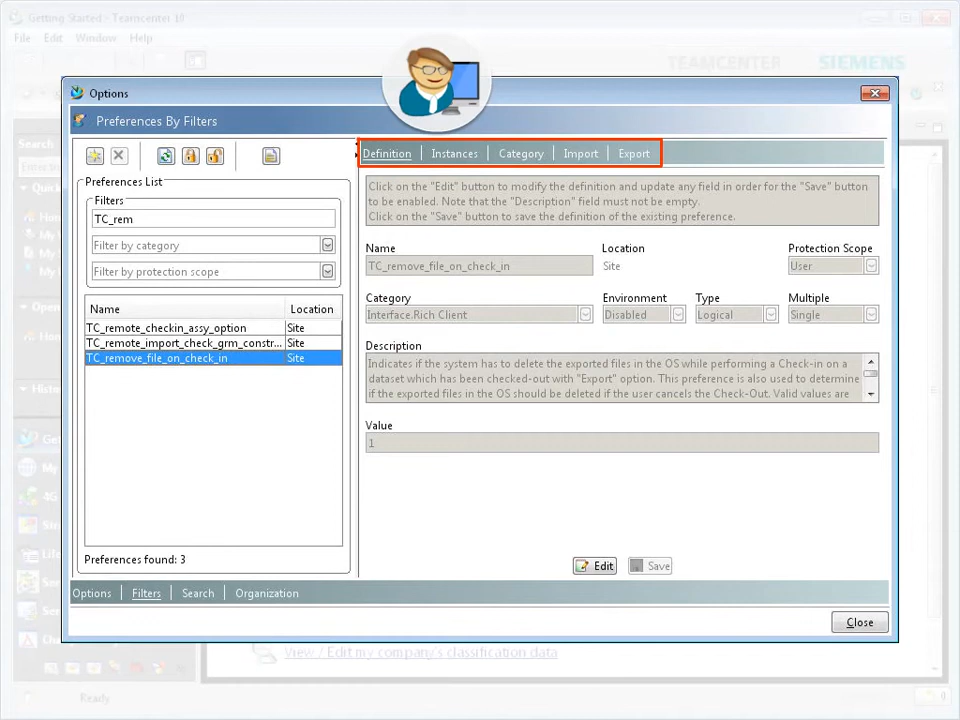 Getting Started - Teamcenter 10
File Edit Window Help
TEAMCENTER SIEMENS
Options
Preferences By Filters
Definition Instances Category Import Export
Preferences List
Filters
TC_rem
Filter by category
Filter by protection scope
Name Location
TC_remote_checkin_assy_option Site
TC_remote_import_check_grm_constr... Site
TC_remove_file_on_check_in Site
Preferences found: 3
Click on the "Edit" button to modify the definition and update any field in order for the "Save" button
to be enabled. Note that the "Description" field must not be empty.
Click on the "Save" button to save the definition of the existing preference.
Name Location Protection Scope
TC_remove_file_on_check_in Site User
Category Environment Type Multiple
Interface.Rich Client Disabled Logical Single
Description
Indicates if the system has to delete the exported files in the OS while performing a Check-in on a
dataset which has been checked-out with "Export" option. This preference is also used to determine
if the exported files in the OS should be deleted if the user cancels the Check-Out. Valid values are
Value
1
Edit Save
Options Filters Search Organization
Close
Search
View / Edit my company's classification data
Ready
0